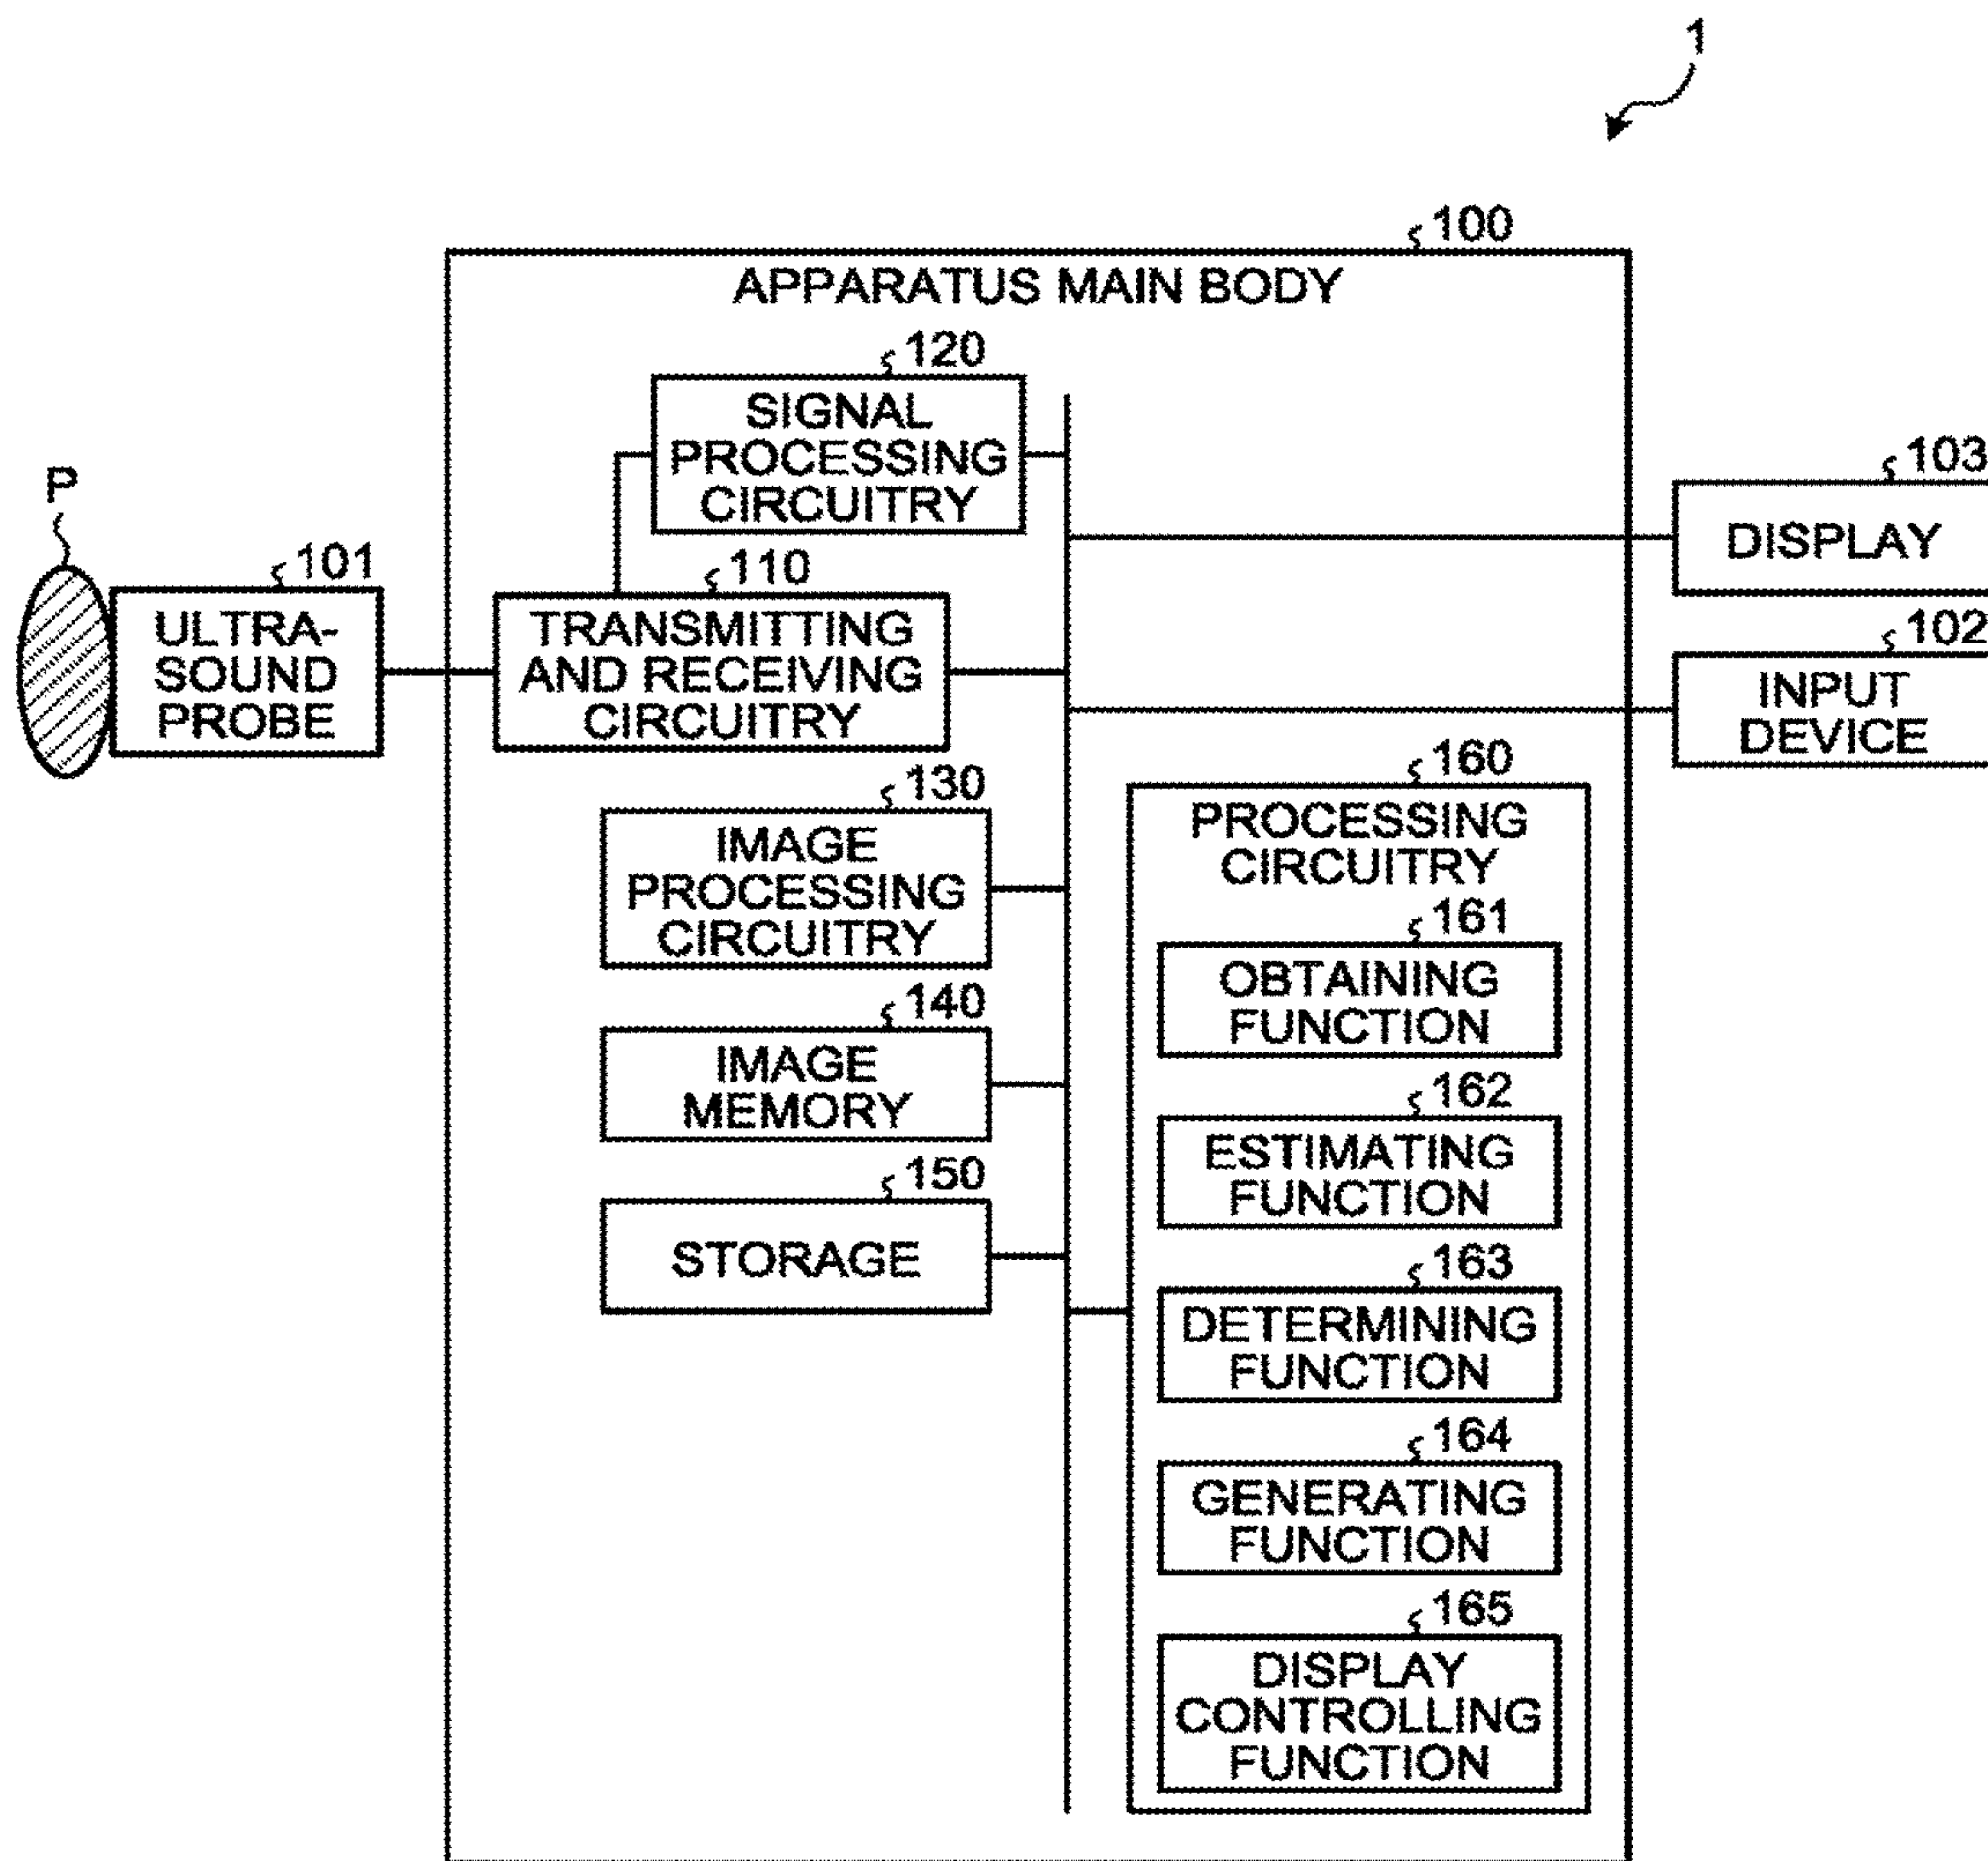 1
100
APPARATUS MAIN BODY
120
SIGNAL
PROCESSING
CIRCUITRY
P
101
ULTRA-
SOUND
PROBE
110
TRANSMITTING
AND RECEIVING
CIRCUITRY
103
DISPLAY
102
INPUT
DEVICE
130
IMAGE
PROCESSING
CIRCUITRY
140
IMAGE
MEMORY
150
STORAGE
160
PROCESSING
CIRCUITRY
161
OBTAINING
FUNCTION
162
ESTIMATING
FUNCTION
163
DETERMINING
FUNCTION
164
GENERATING
FUNCTION
165
DISPLAY
CONTROLLING
FUNCTION